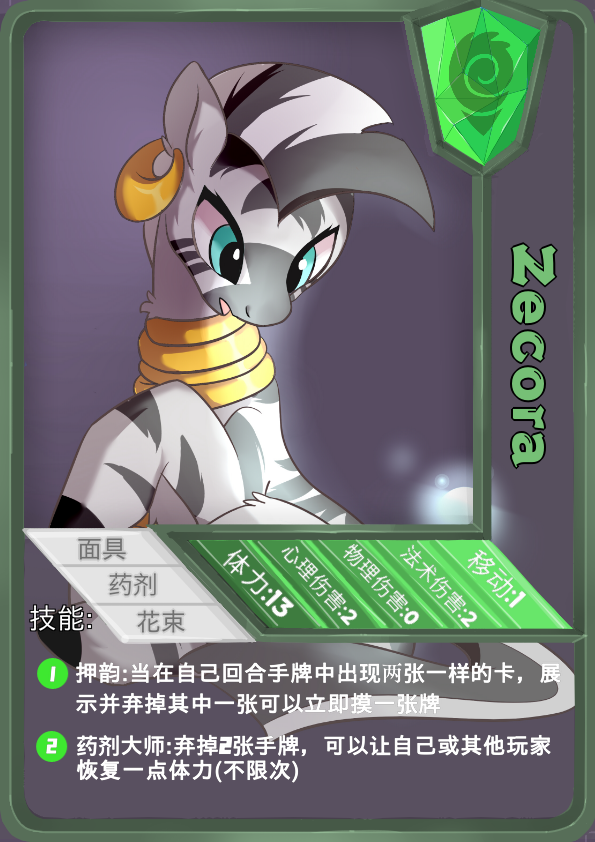 Zecora
面具
药剂
花束
技能:
体力:13
心理伤害:2
物理伤害:0
法术伤害:2
移动:1
1 押韵:当在自己回合手牌中出现两张一样的卡，展
示并弃掉其中一张可以立即摸一张牌
2 药剂大师:弃掉2张手牌，可以让自己或其他玩家
恢复一点体力(不限次)